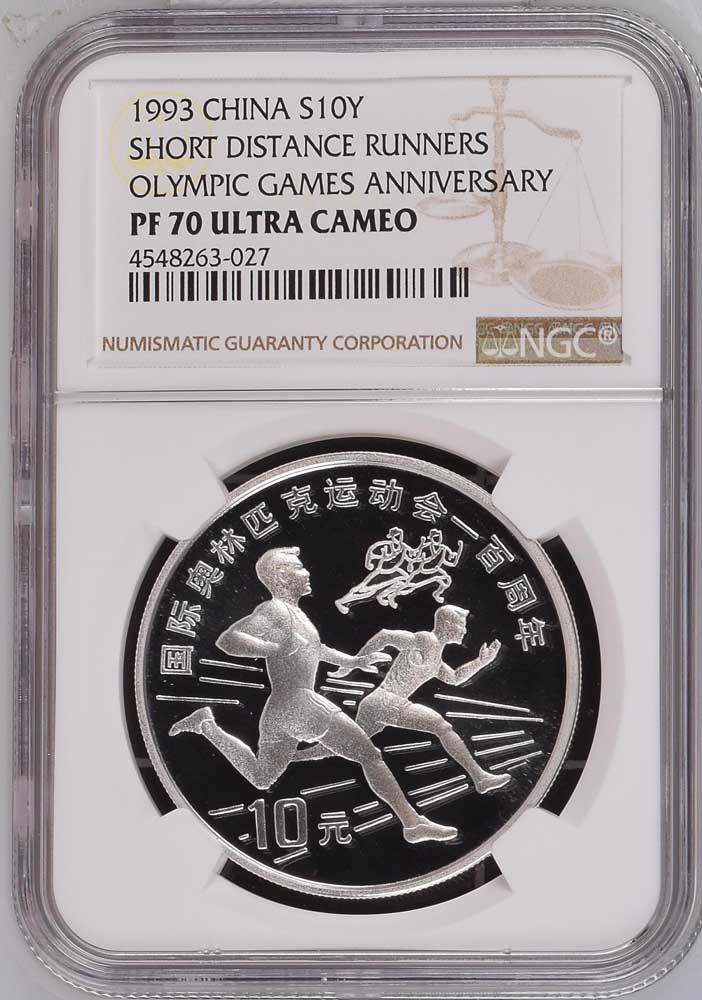 1993 CHINA S10Y
SHORT DISTANCE RUNNERS
OLYMPIC GAMES ANNIVERSARY
PF 70 ULTRA CAMEO
4548263-027
NUMISMATIC GUARANTY CORPORATION
NGC®
国际奥林匹克运动会一百周年
10元